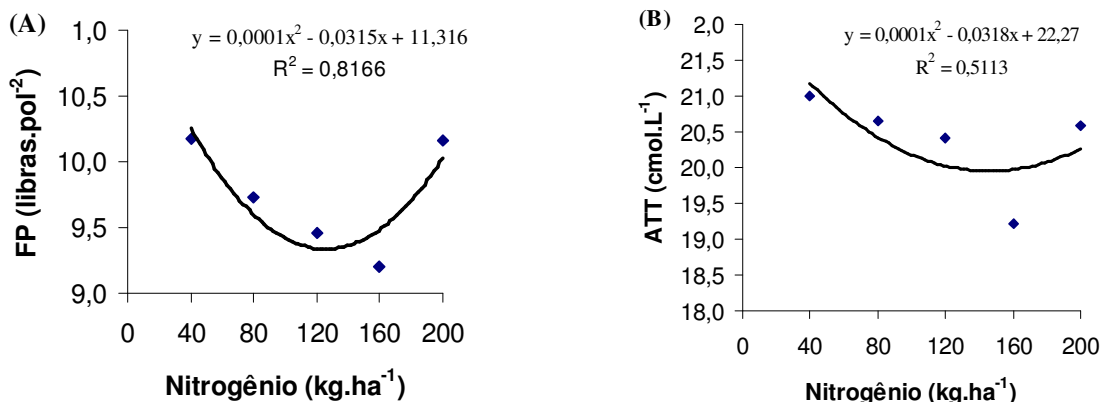 (A)
y = 0,0001x² - 0,0315x + 11,316
R² = 0,8166
FP (libras.pol⁻²)
9,0
10,5
10,0
9,5
9,0
0 40 80 120 160 200
Nitrogênio (kg.ha⁻¹)
(B)
y = 0,0001x² - 0,0318x + 22,27
R² = 0,5113
ATT (cmol.L⁻¹)
2,0
21,5
21,0
20,5
20,0
19,5
19,0
18,5
18,0
0 40 80 120 160 200
Nitrogênio (kg.ha⁻¹)